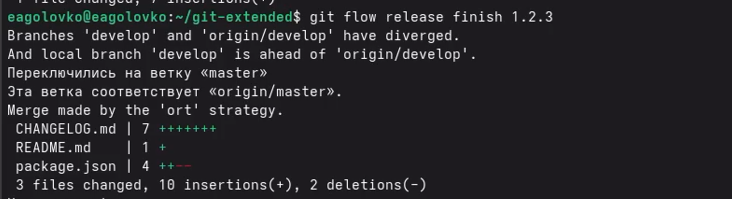 eagolovko@eagolovko:~/git-extended$ git flow release finish 1.2.3
Branches 'develop' and 'origin/develop' have diverged.
And local branch 'develop' is ahead of 'origin/develop'.
Переключились на ветку «master»
Эта ветка соответствует «origin/master».
Merge made by the 'ort' strategy.
CHANGELOG.md | 7 +++++++
README.md    | 1 +
package.json | 4 ++--
3 files changed, 10 insertions(+), 2 deletions(-)